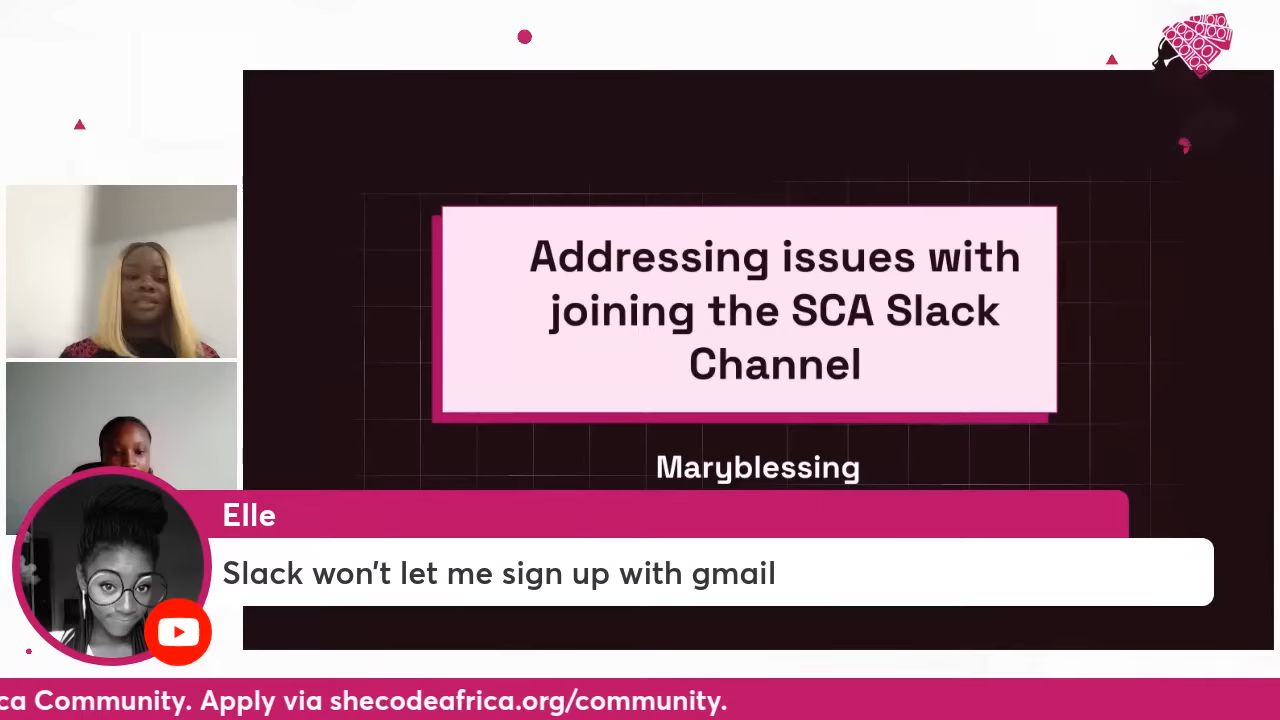 Addressing issues with
joining the SCA Slack
Channel
Maryblessing
Elle
Slack won't let me sign up with gmail
ca Community. Apply via shecodeafrica.org/community.